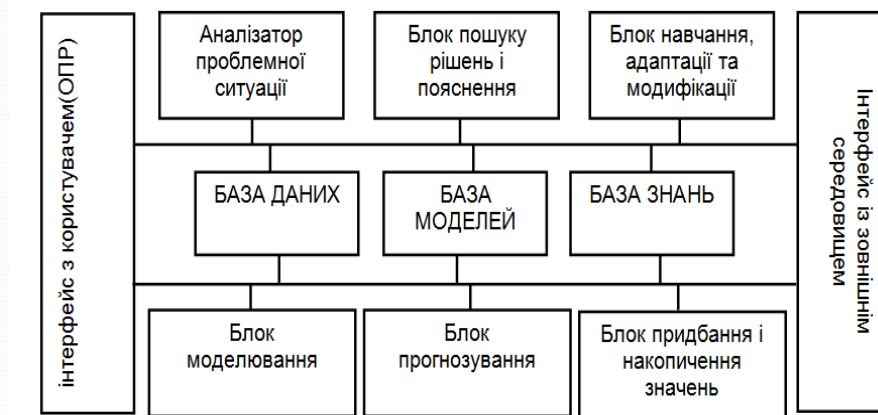 інтерфейс з користувачем(ОПР)
Аналізатор
проблемної
ситуації
Блок пошуку
рішень і
пояснення
Блок навчання,
адаптації та
модифікації
БАЗА ДАНИХ
БАЗА
МОДЕЛЕЙ
БАЗА ЗНАНЬ
Блок
моделювання
Блок
прогнозування
Блок придбання і
накопичення
значень
Інтерфейс із зовнішнім
середовищем